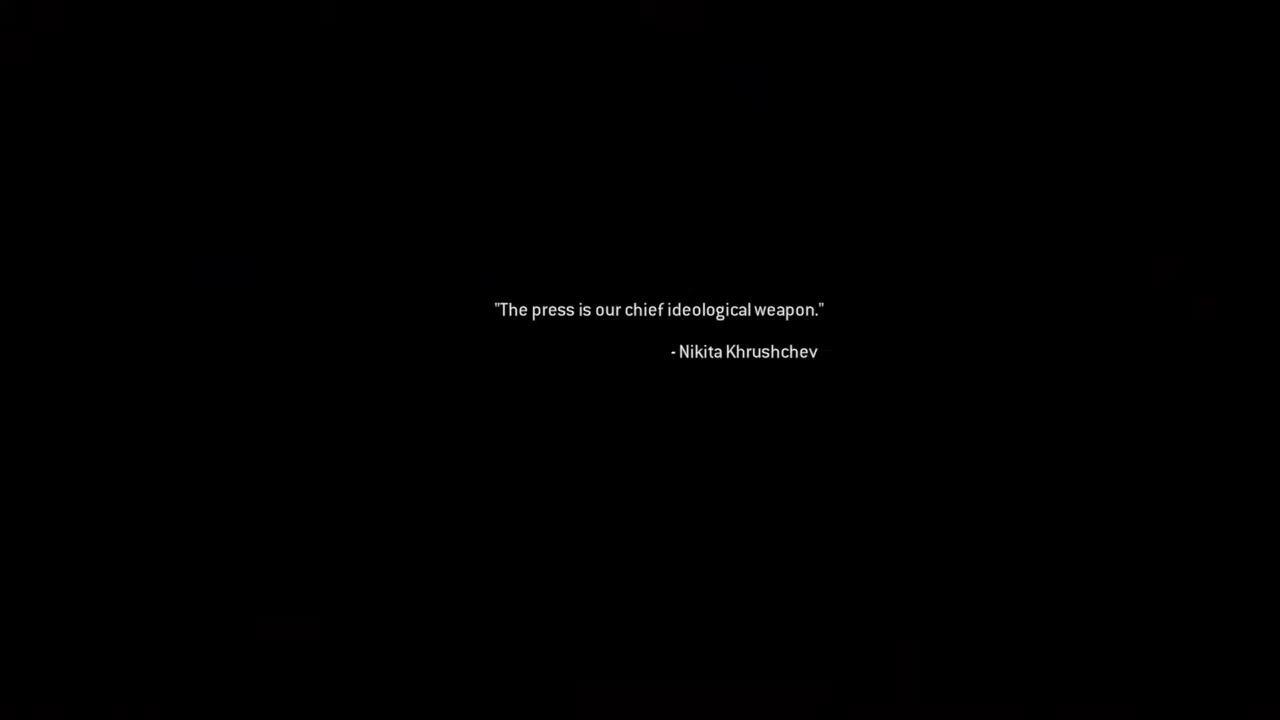 "The press is our chief ideological weapon."
- Nikita Khrushchev